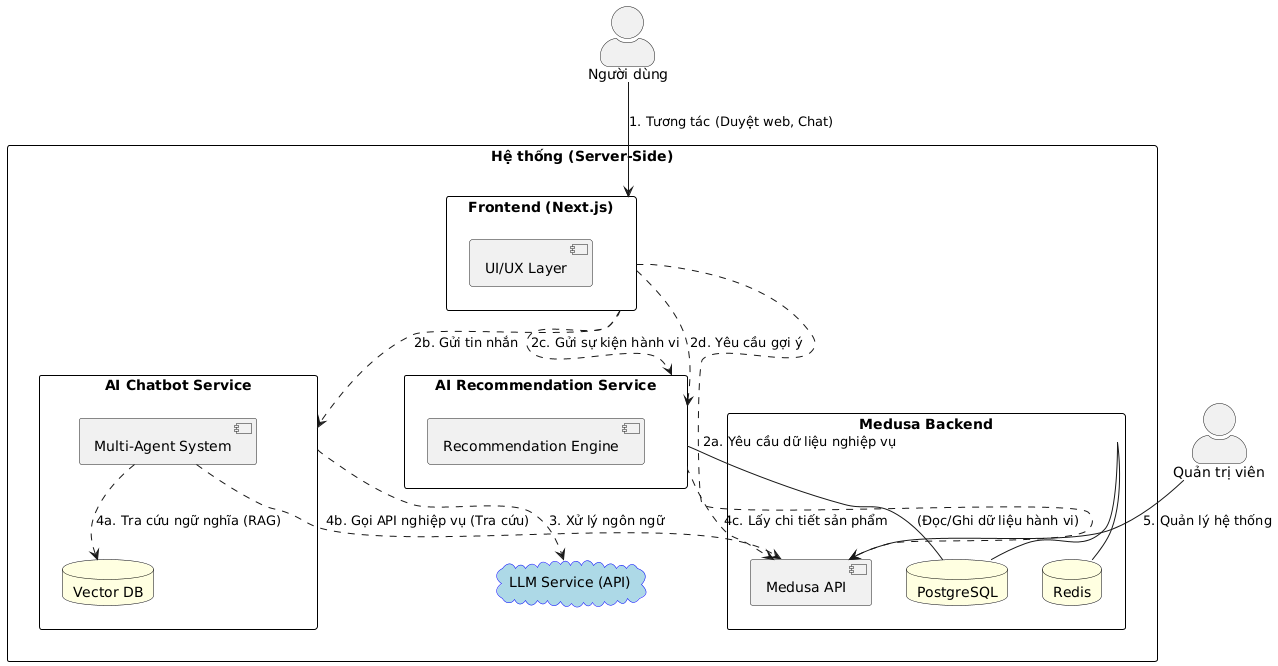 Người dùng
1. Tương tác (Duyệt web, Chat)
Hệ thống (Server-Side)
Frontend (Next.js)
UI/UX Layer
2b. Gửi tin nhắn
2c. Gửi sự kiện hành vi
2d. Yêu cầu gợi ý
AI Chatbot Service
AI Recommendation Service
Medusa Backend
Multi-Agent System
Recommendation Engine
2a. Yêu cầu dữ liệu nghiệp vụ
Quản trị viên
4a. Tra cứu ngữ nghĩa (RAG)
4b. Gọi API nghiệp vụ (Tra cứu)
3. Xử lý ngôn ngữ
4c. Lấy chi tiết sản phẩm
(Đọc/Ghi dữ liệu hành vi)
5. Quản lý hệ thống
Vector DB
LLM Service (API)
Medusa API
PostgreSQL
Redis